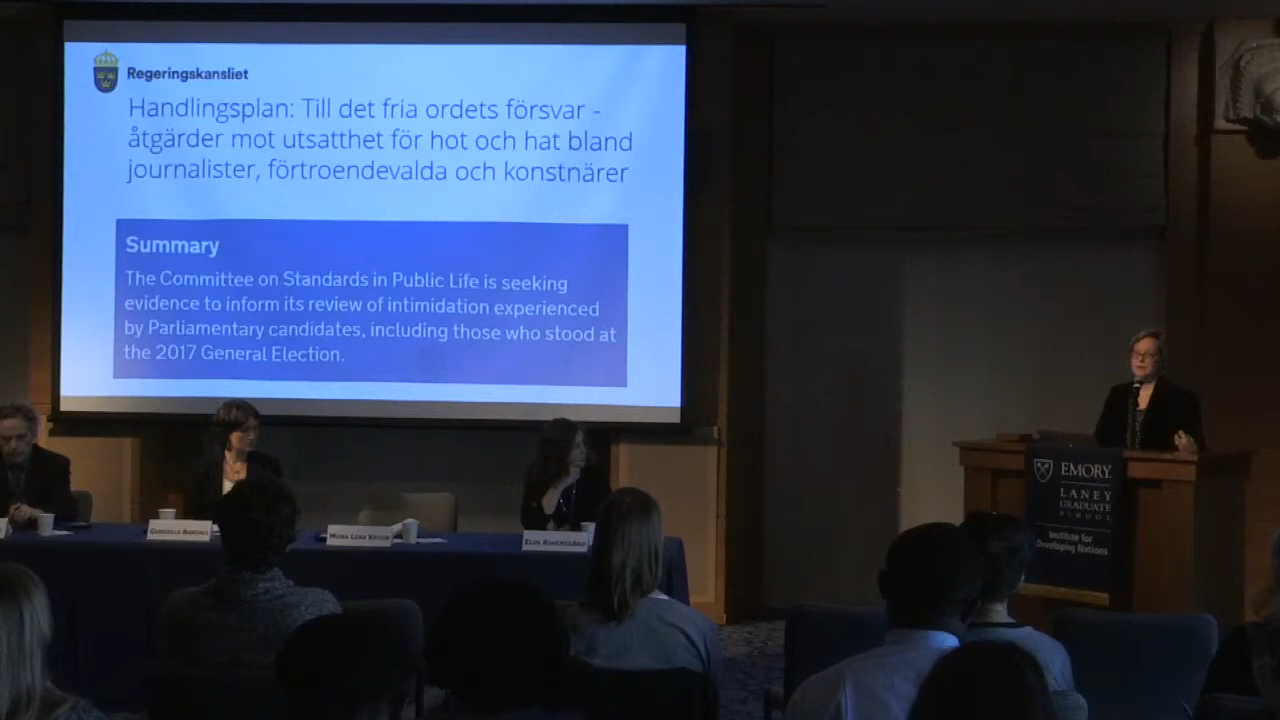 Regeringskansliet
Handlingsplan: Till det fria ordets försvar -
åtgärder mot utsatthet för hot och hat bland
journalister, förtroendevalda och konstnärer
Summary
The Committee on Standards in Public Life is seeking
evidence to inform its review of intimidation experienced
by Parliamentary candidates, including those who stood at
the 2017 General Election.
EMORY
LANEY
GRADUATE
SCHOOL
Institute for
Developing Nations
Mona Lena Krook